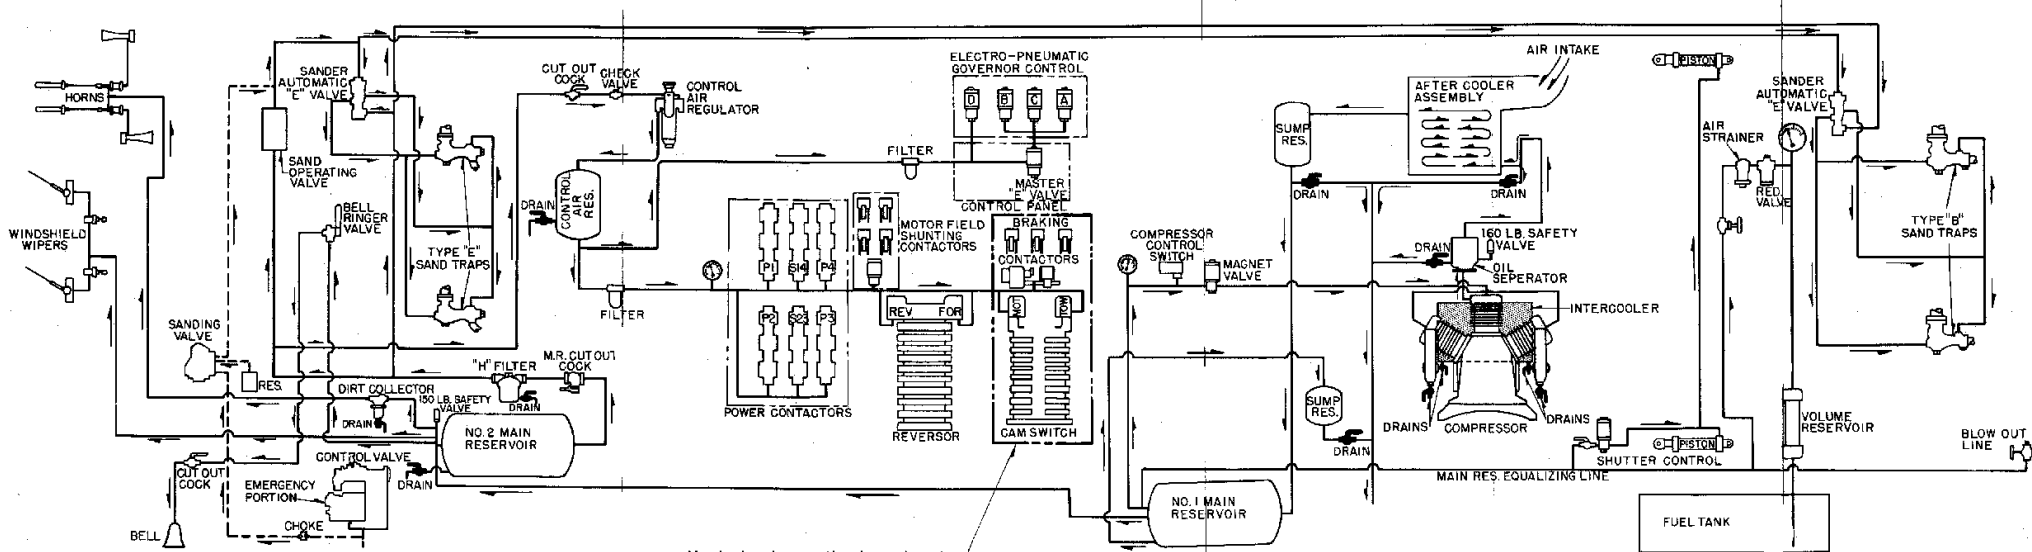 HORNS
SANDER
AUTOMATIC
"E" VALVE
SAND
OPERATING
VALVE
BELL
RINGER
VALVE
WINDSHIELD
WIPERS
TYPE "E"
SAND TRAPS
SANDING
VALVE
RES.
DIRT COLLECTOR
150 LB. SAFETY
VALVE
DRAIN
"H" FILTER
DRAIN
M.R. CUT OUT
COCK
NO. 2 MAIN
RESERVOIR
CUT OUT
COCK
CONTROL VALVE
EMERGENCY
PORTION
DRAIN
CHOKE
BELL
CUT OUT
COCK
CHECK
VALVE
CONTROL
AIR
REGULATOR
DRAIN
CONTROL
AIR
RES.
FILTER
FILTER
ELECTRO-PNEUMATIC
GOVERNOR CONTROL
D
B
C
A
MASTER
"E" VALVE
CONTROL PANEL
P1
S14
P4
P2
S23
P3
POWER CONTACTORS
MOTOR FIELD
SHUNTING
CONTACTORS
REV
FOR
REVERSOR
BRAKING
CONTACTORS
MOT
CAM SWITCH
COMPRESSOR
CONTROL
SWITCH
MAGNET
VALVE
SUMP
RES.
DRAIN
AIR INTAKE
AFTER COOLER
ASSEMBLY
DRAIN
160 LB. SAFETY
VALVE
DRAIN
OIL
SEPERATOR
INTERCOOLER
DRAINS
DRAINS
COMPRESSOR
SUMP
RES.
DRAIN
NO. 1 MAIN
RESERVOIR
MAIN RES. EQUALIZING LINE
PISTON
PISTON
SHUTTER CONTROL
SANDER
AUTOMATIC
"E" VALVE
AIR
STRAINER
RED.
VALVE
TYPE "B"
SAND TRAPS
VOLUME
RESERVOIR
BLOW OUT
LINE
FUEL TANK